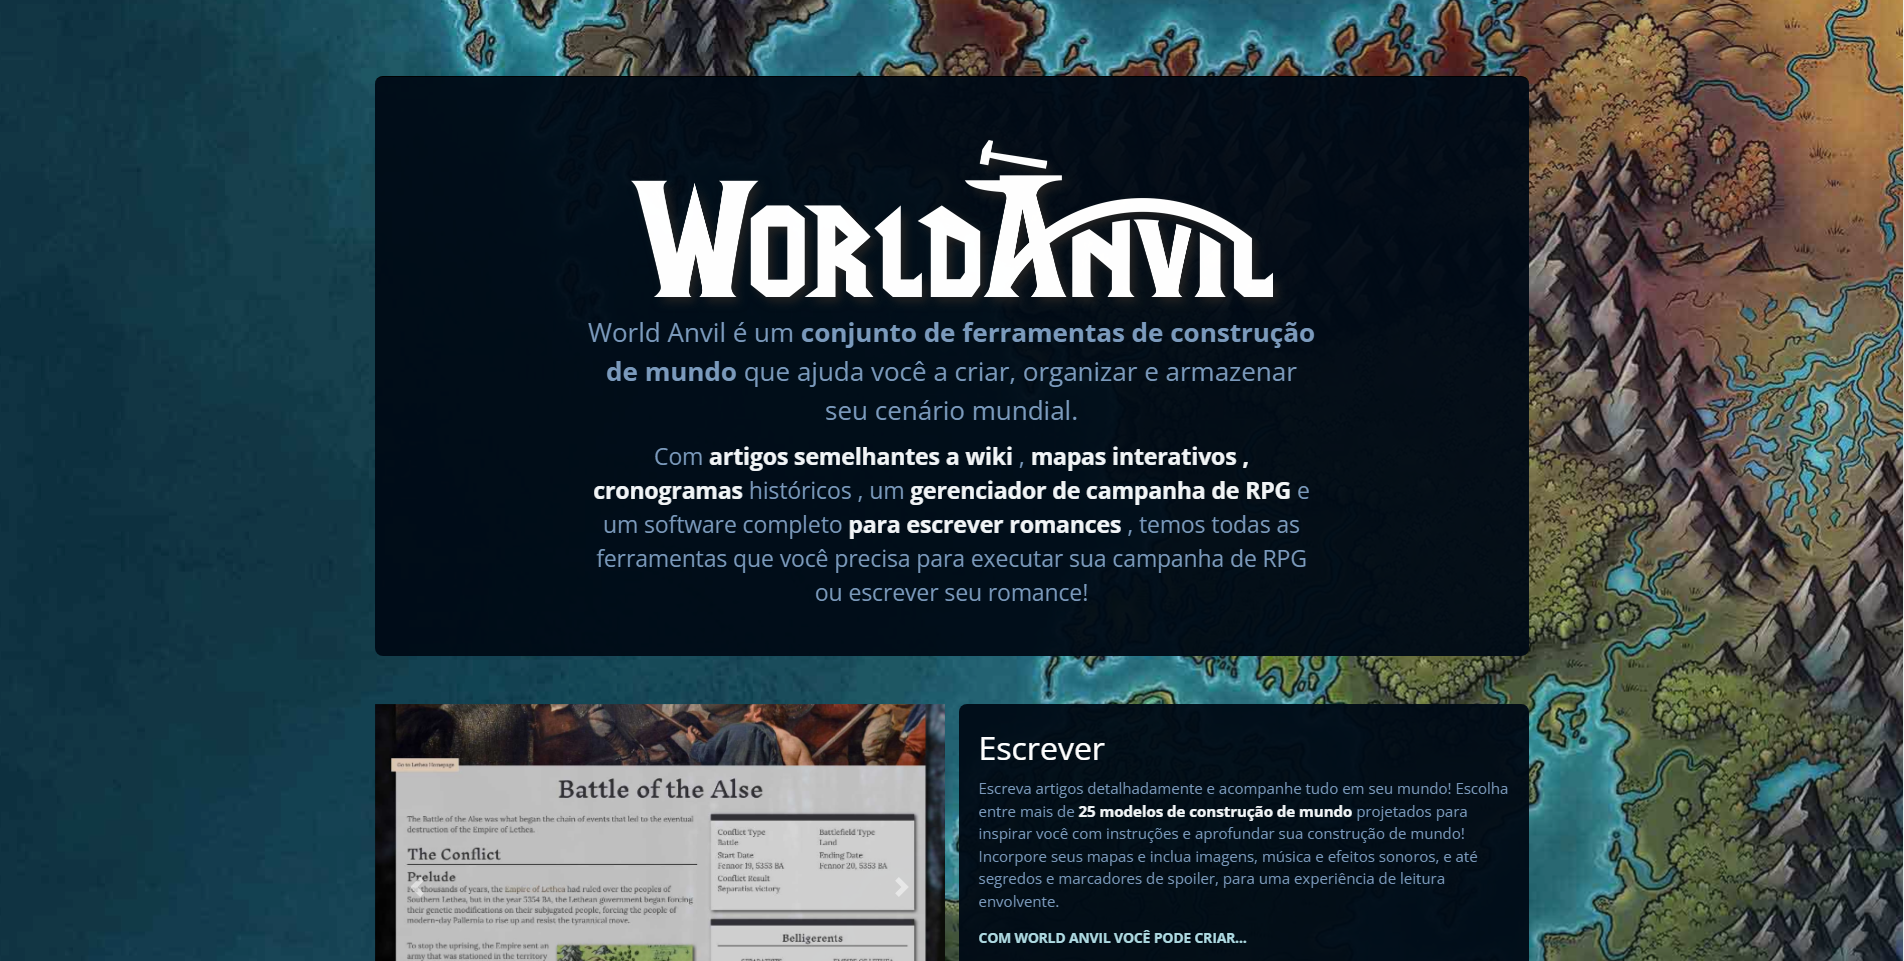 WORLDANVIL
World Anvil é um conjunto de ferramentas de construção
de mundo que ajuda você a criar, organizar e armazenar
seu cenário mundial.
Com artigos semelhantes a wiki , mapas interativos ,
cronogramas históricos , um gerenciador de campanha de RPG e
um software completo para escrever romances , temos todas as
ferramentas que você precisa para executar sua campanha de RPG
ou escrever seu romance!
Go to Lethea Homepage
Battle of the Alse
The Battle of the Alse was what began the chain of events that led to the eventual
destruction of the Empire of Lethea.
The Conflict
Prelude
For thousands of years, the Empire of Lethea had ruled over the peoples of
Southern Lethea, but in the year 5354 BA, the Lethean government began forcing
their genetic modifications on their subjugated people, forcing the people of
modern-day Pallernia to rise up and resist the tyrannical move.
To stop the uprising, the Empire sent an
army that was stationed in the territory
Conflict Type
Battle
Battlefield Type
Land
Start Date
Fennor 19, 5353 BA
Ending Date
Fennor 20, 5353 BA
Conflict Result
Separatist victory
Belligerents
Escrever
Escreva artigos detalhadamente e acompanhe tudo em seu mundo! Escolha
entre mais de 25 modelos de construção de mundo projetados para
inspirar você com instruções e aprofundar sua construção de mundo!
Incorpore seus mapas e inclua imagens, música e efeitos sonoros, e até
segredos e marcadores de spoiler, para uma experiência de leitura
envolvente.
COM WORLD ANVIL VOCÊ PODE CRIAR...